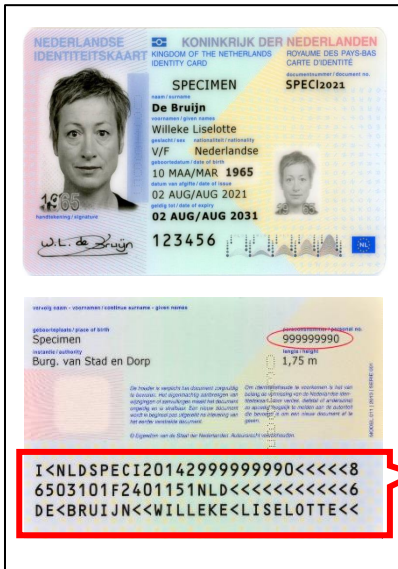 NEDERLANDSE KONINKRIJK DER NEDERLANDEN
IDENTITEITSKAART KINGDOM OF THE NETHERLANDS ROYAUME DES PAYS-BAS
IDENTITY CARD CARTE D'IDENTITÉ
documentnummer / document no.
SPECIMEN SPECI2021
naam / surname
De Bruijn
voornamen / given names
Willeke Liselotte
geslacht / sex nationaliteit / nationality
V/F Nederlandse
geboortedatum / date of birth
10 MAA/MAR 1965
datum van afgifte / date of issue
02 AUG/AUG 2021
geldig tot / date of expiry
02 AUG/AUG 2031
1965
handtekening / signature
W.L. de Bruijn
123456
NL
vervolg naam - voornamen / continue surname - given names
geboorteplaats / place of birth
Specimen
personal no.
999999990
instantie / authority
Burg. van Stad en Dorp
lengte / height
1,75 m
I<NLDSPECI20142999999990<<<<<8
6503101F2401151NLD<<<<<<<<<<<6
DE<BRUIJN<<WILLEKE<LISELOTTE<<